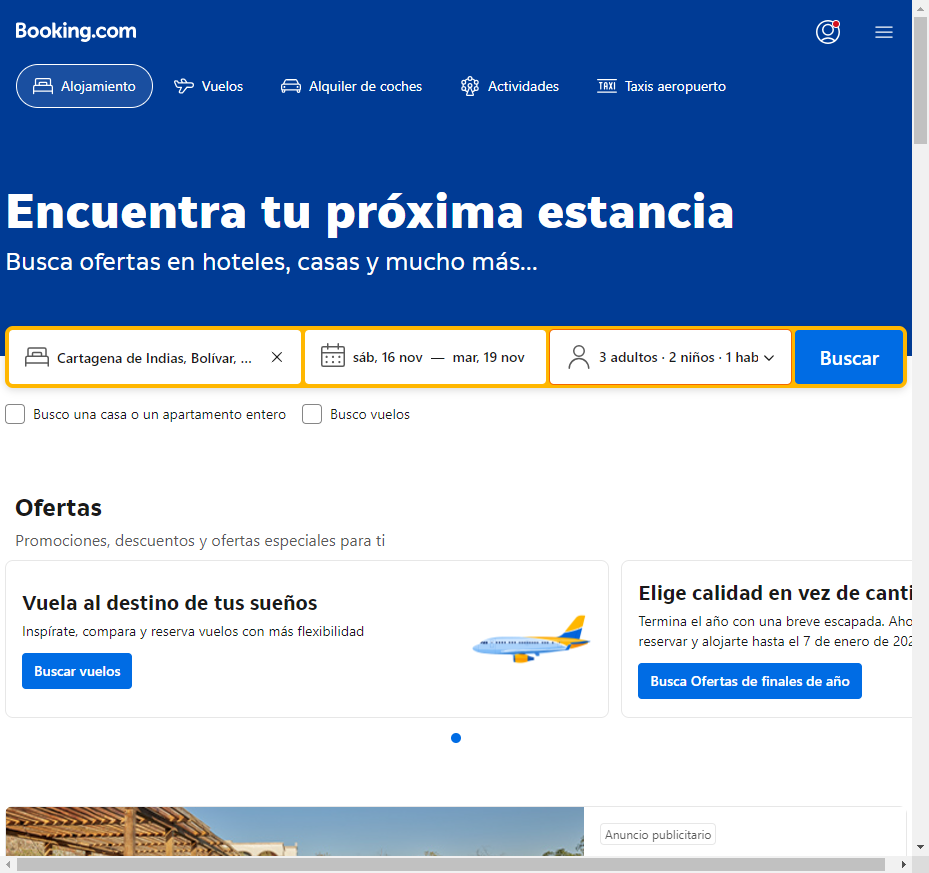 Booking.com
Alojamiento
Vuelos
Alquiler de coches
Actividades
TAXI
Taxis aeropuerto
Encuentra tu próxima estancia
Busca ofertas en hoteles, casas y mucho más...
Cartagena de Indias, Bolívar, ...
sáb, 16 nov — mar, 19 nov
3 adultos · 2 niños · 1 hab
Buscar
Busco una casa o un apartamento entero
Busco vuelos
Ofertas
Promociones, descuentos y ofertas especiales para ti
Vuela al destino de tus sueños
Inspírate, compara y reserva vuelos con más flexibilidad
Buscar vuelos
Elige calidad en vez de canti
Termina el año con una breve escapada. Aho
reservar y alojarte hasta el 7 de enero de 202
Busca Ofertas de finales de año
Anuncio publicitario